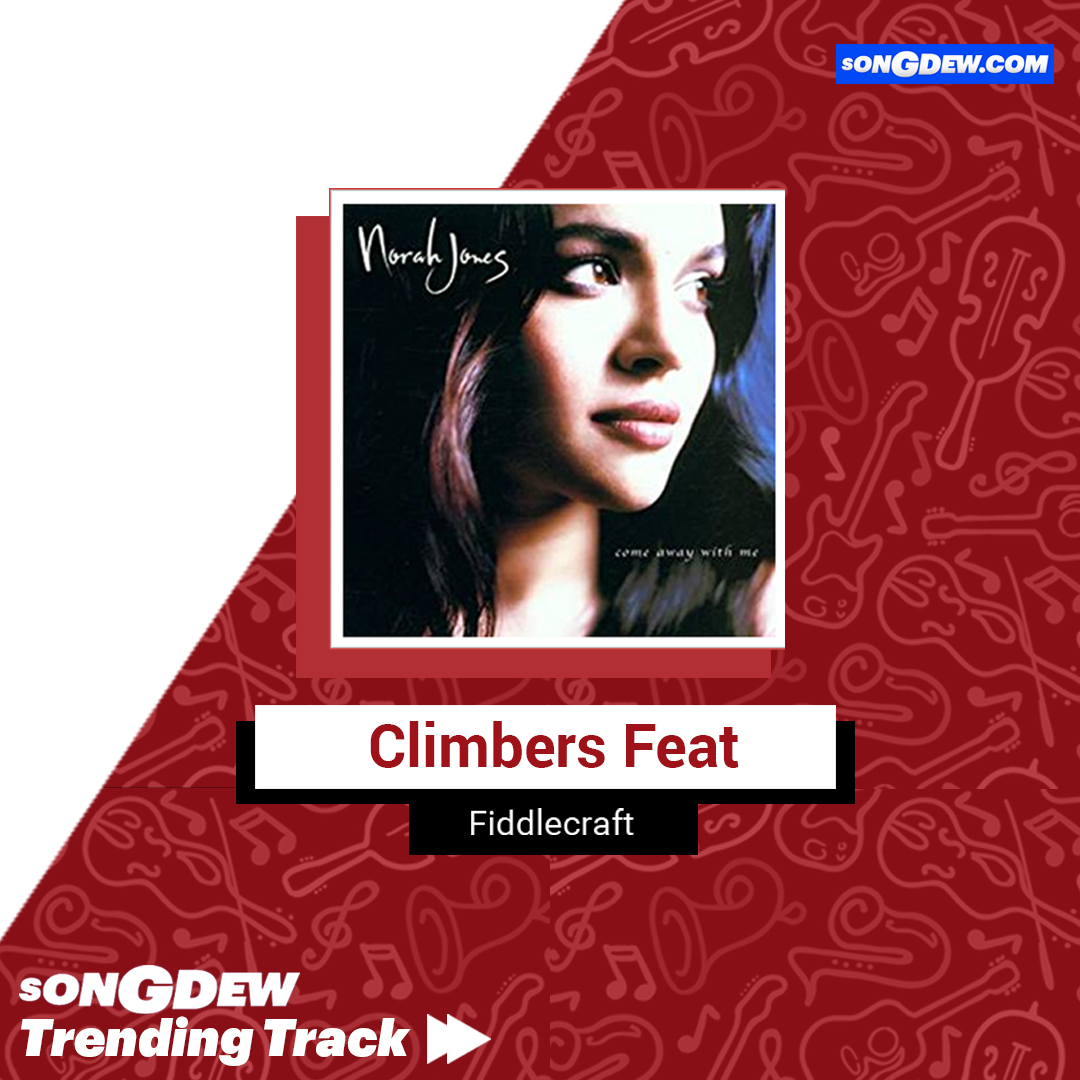 SONGDEW.COM
Norah Jones
come away with me
Climbers Feat
Fiddlecraft
SONGDEW
Trending Track